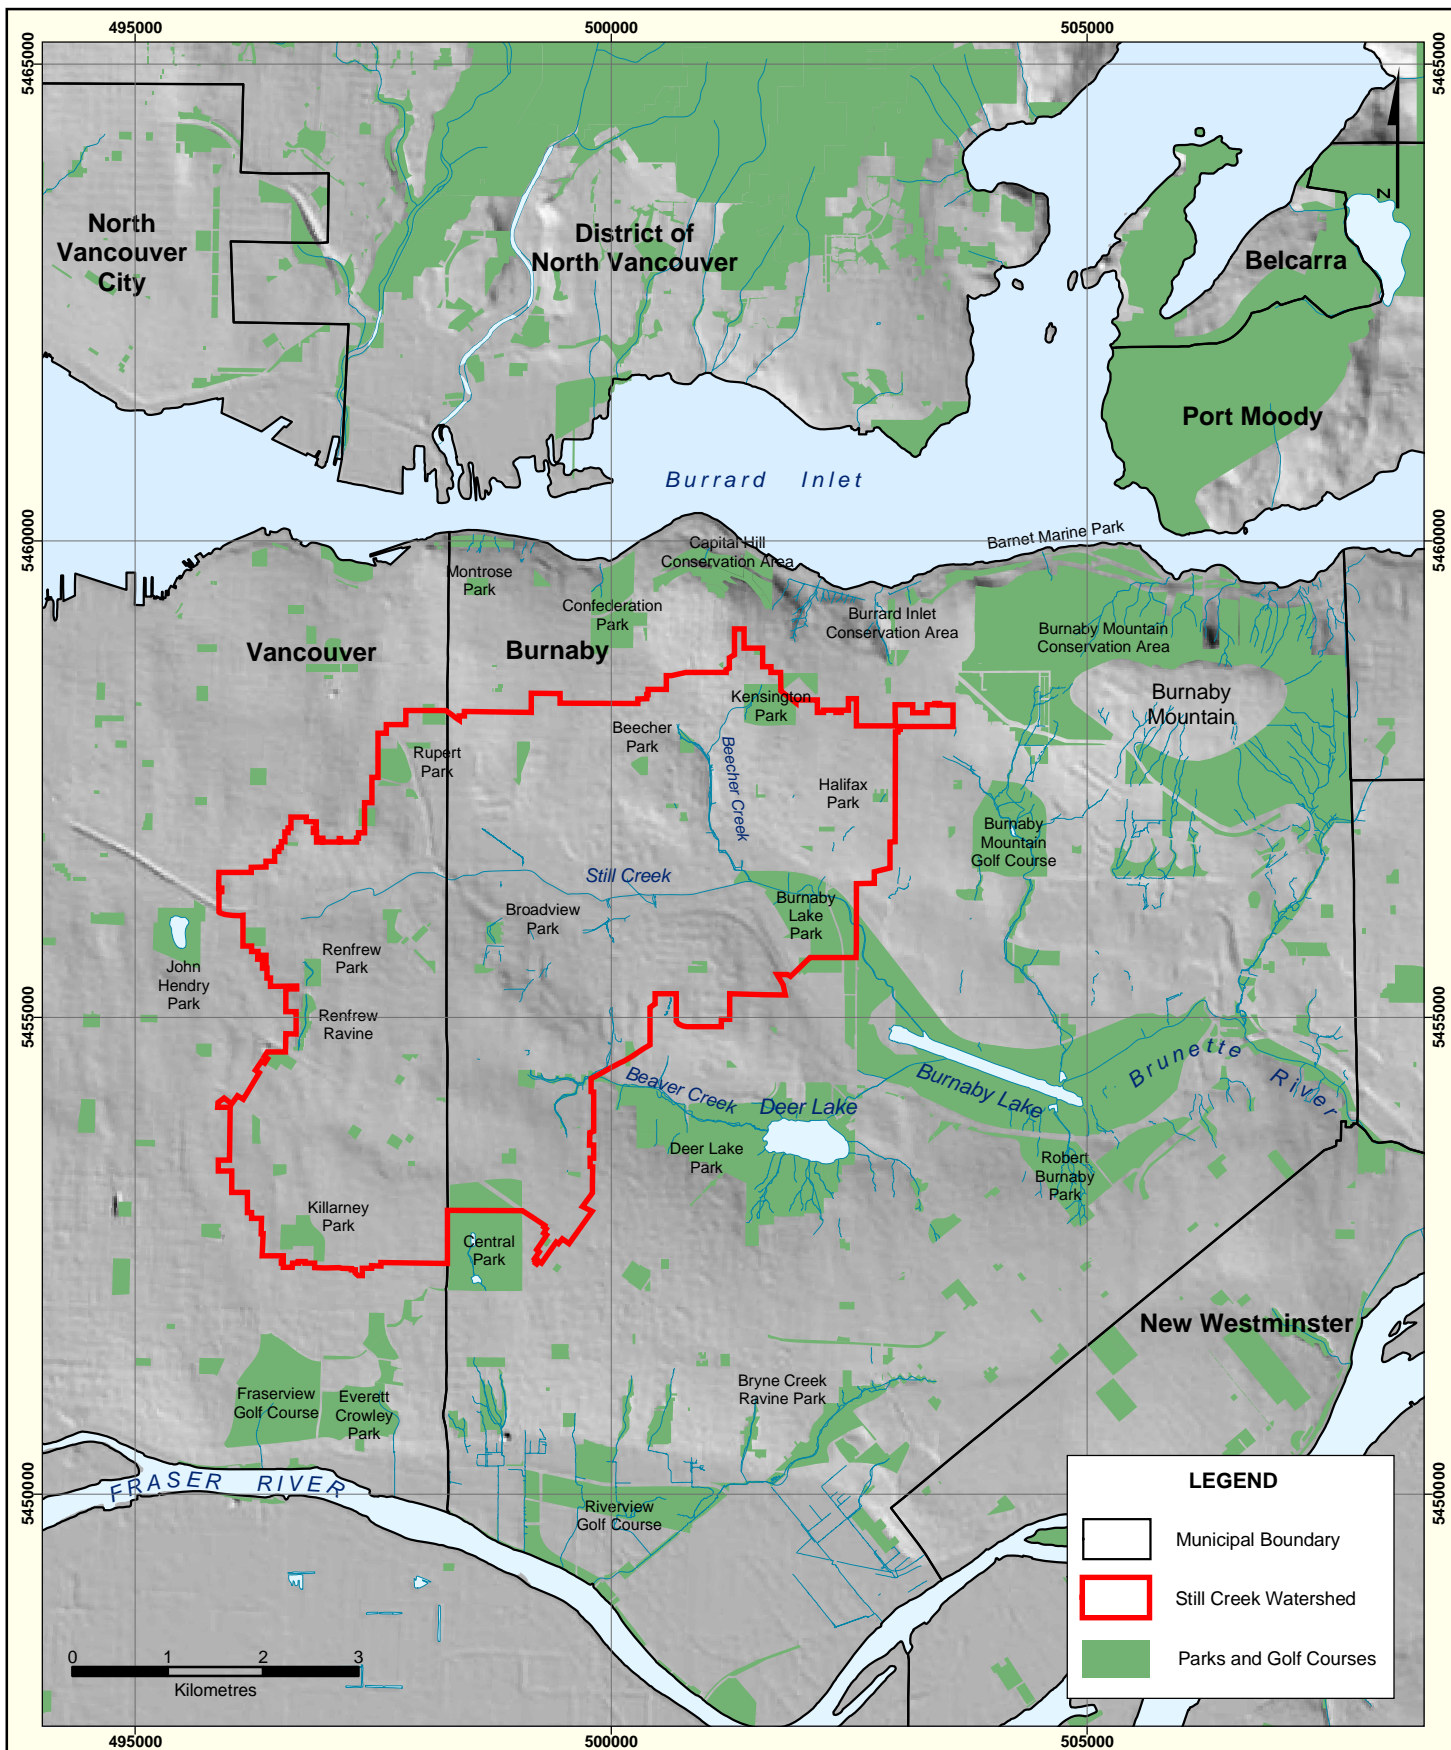 495000
500000
505000
5465000
5465000
N
North
Vancouver
City
District of
North Vancouver
Belcarra
Port Moody
Burrard Inlet
5460000
5460000
Barnet Marine Park
Capital Hill
Conservation Area
Montrose
Park
Confederation
Park
Burrard Inlet
Conservation Area
Burnaby Mountain
Conservation Area
Vancouver
Burnaby
Burnaby
Mountain
Kensington
Park
Beecher
Park
Rupert
Park
Beecher Creek
Halifax
Park
Burnaby
Mountain
Golf Course
Still Creek
Broadview
Park
Burnaby
Lake
Park
Renfrew
Park
John
Hendry
Park
Renfrew
Ravine
5455000
5455000
Beaver Creek
Deer Lake
Burnaby Lake
Brunette
River
Deer Lake
Park
Robert
Burnaby
Park
Killarney
Park
Central
Park
New Westminster
Fraserview
Golf Course
Everett
Crowley
Park
Bryne Creek
Ravine Park
FRASER RIVER
5450000
5450000
Riverview
Golf Course
LEGEND
Municipal Boundary
Still Creek Watershed
Parks and Golf Courses
0 1 2 3
Kilometres
495000
500000
505000